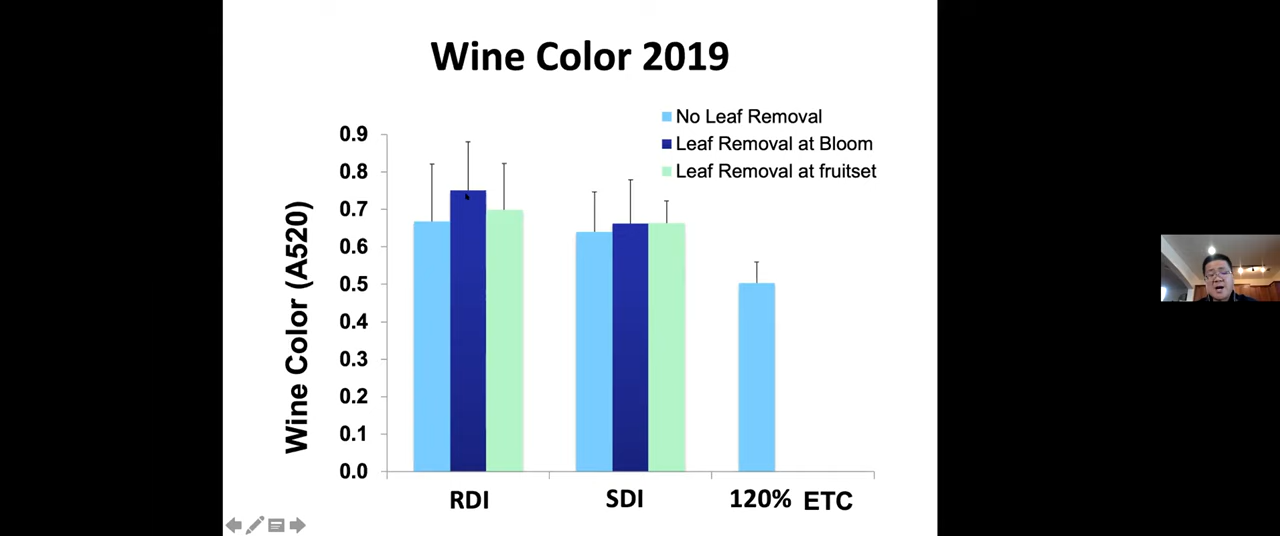 Wine Color 2019
No Leaf Removal
Leaf Removal at Bloom
Leaf Removal at fruitset
Wine Color (A520)
0.9
0.8
0.7
0.6
0.5
0.4
0.3
0.2
0.1
0.0
RDI SDI 120% ETC